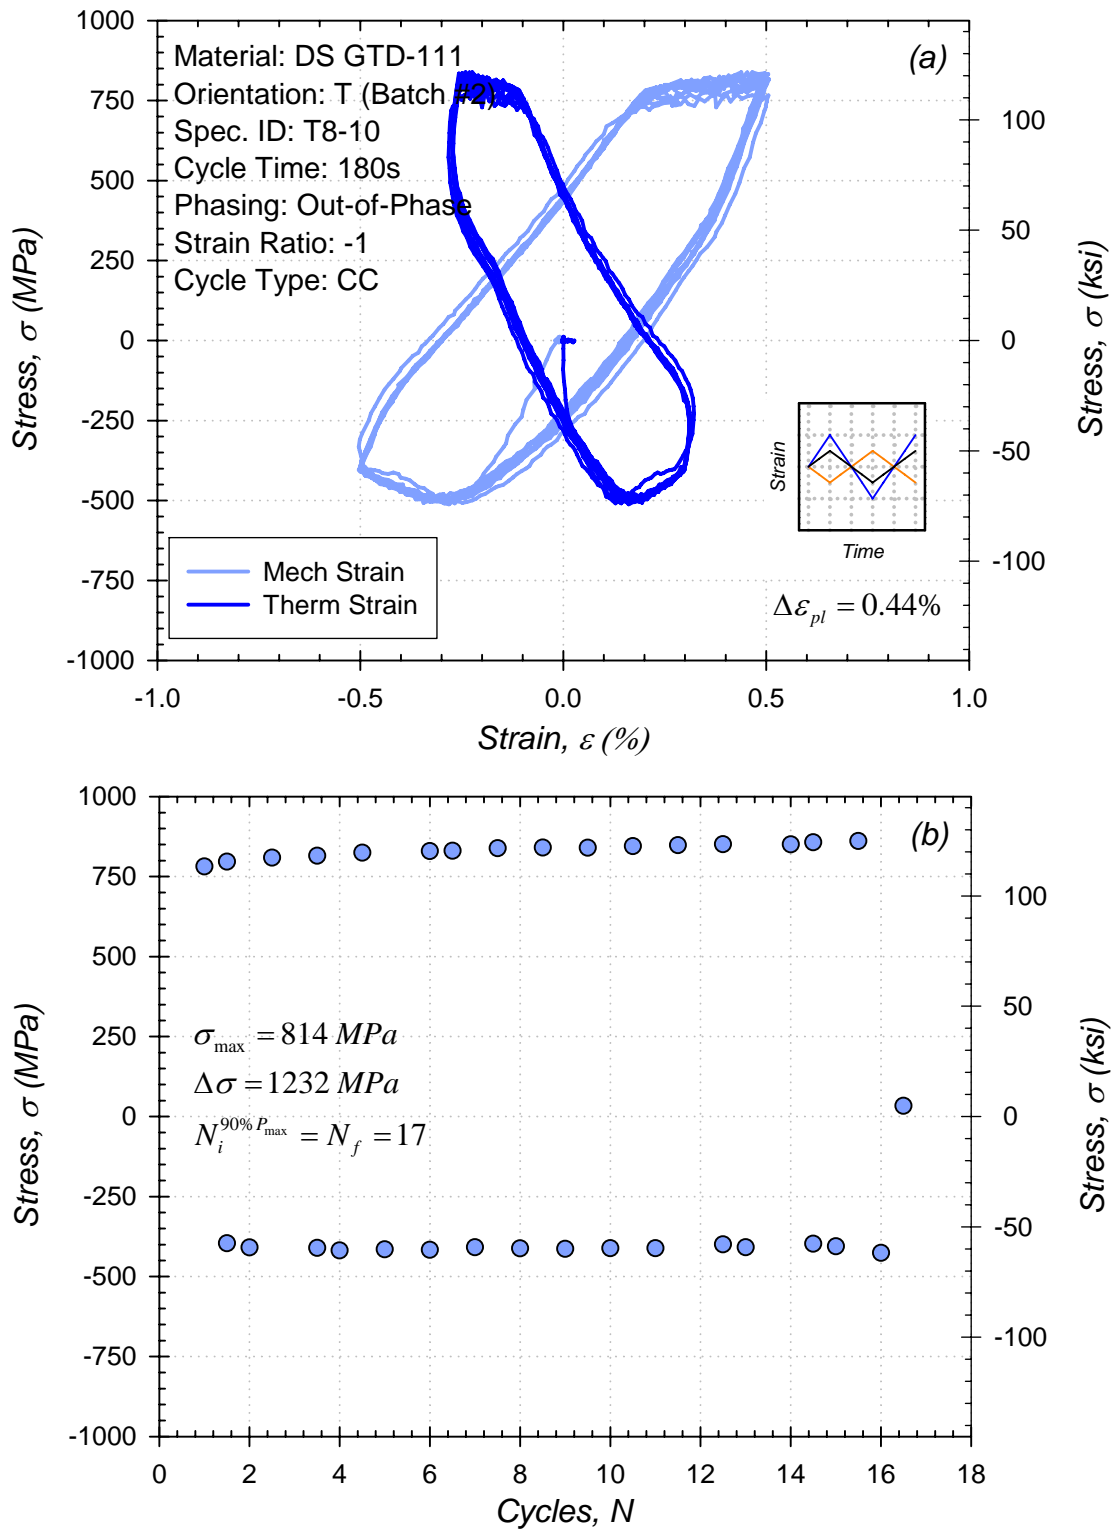 (a)
Material: DS GTD-111
Orientation: T (Batch #2)
Spec. ID: T8-10
Cycle Time: 180s
Phasing: Out-of-Phase
Strain Ratio: -1
Cycle Type: CC
1000
750
500
250
0
-250
-500
-750
-1000
Stress, σ (MPa)
100
50
0
-50
-100
Stress, σ (ksi)
Strain
Time
Mech Strain
Therm Strain
Δε_pl = 0.44%
-1.0 -0.5 0.0 0.5 1.0
Strain, ε (%)
(b)
1000
750
500
250
0
-250
-500
-750
-1000
Stress, σ (MPa)
σ_max = 814 MPa
Δσ = 1232 MPa
N_i^{90% P_max} = N_f = 17
100
50
0
-50
-100
Stress, σ (ksi)
0 2 4 6 8 10 12 14 16 18
Cycles, N